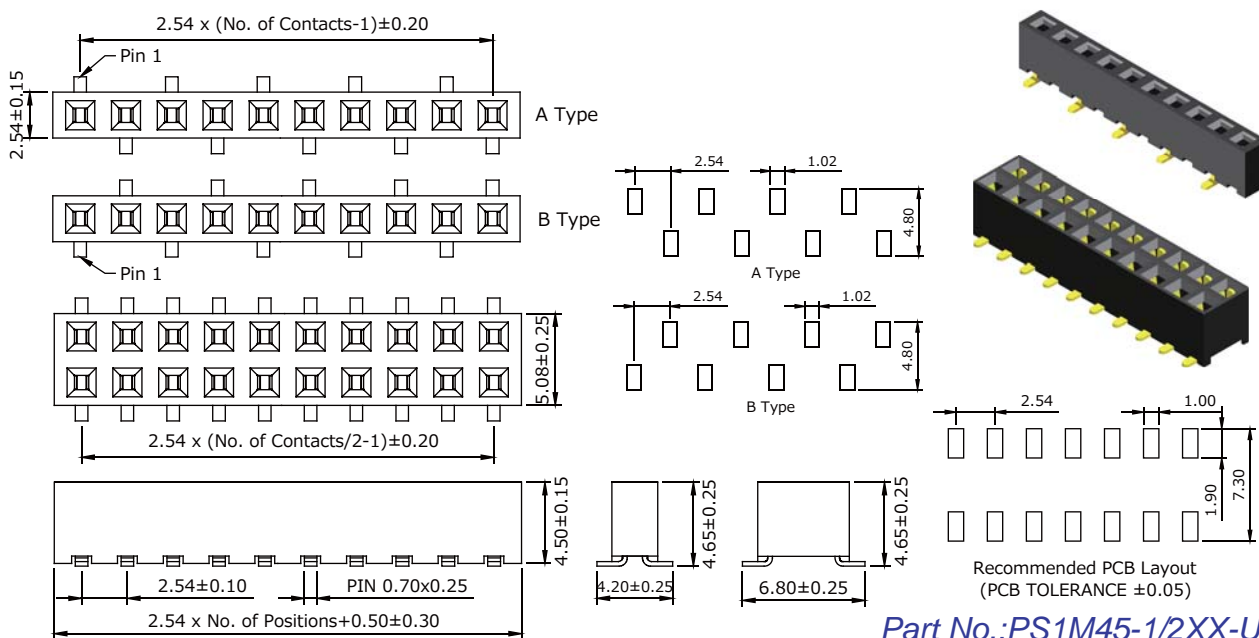 2.54 x (No. of Contacts-1)±0.20
Pin 1
2.54±0.15
A Type
B Type
Pin 1
5.08±0.25
2.54 x (No. of Contacts/2-1)±0.20
2.54
1.02
4.80
A Type
2.54
1.02
4.80
B Type
2.54
1.00
1.90
7.30
Recommended PCB Layout
(PCB TOLERANCE ±0.05)
4.50±0.15
2.54±0.10
PIN 0.70x0.25
2.54 x No. of Positions+0.50±0.30
4.65±0.25
4.20±0.25
4.65±0.25
6.80±0.25
Part No.:PS1M45-1/2XX-U